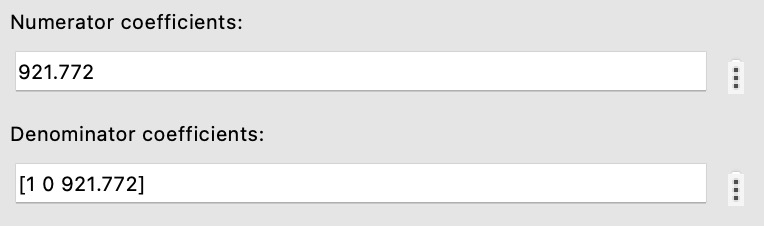 Numerator coefficients:
921.772
Denominator coefficients:
[1 0 921.772]